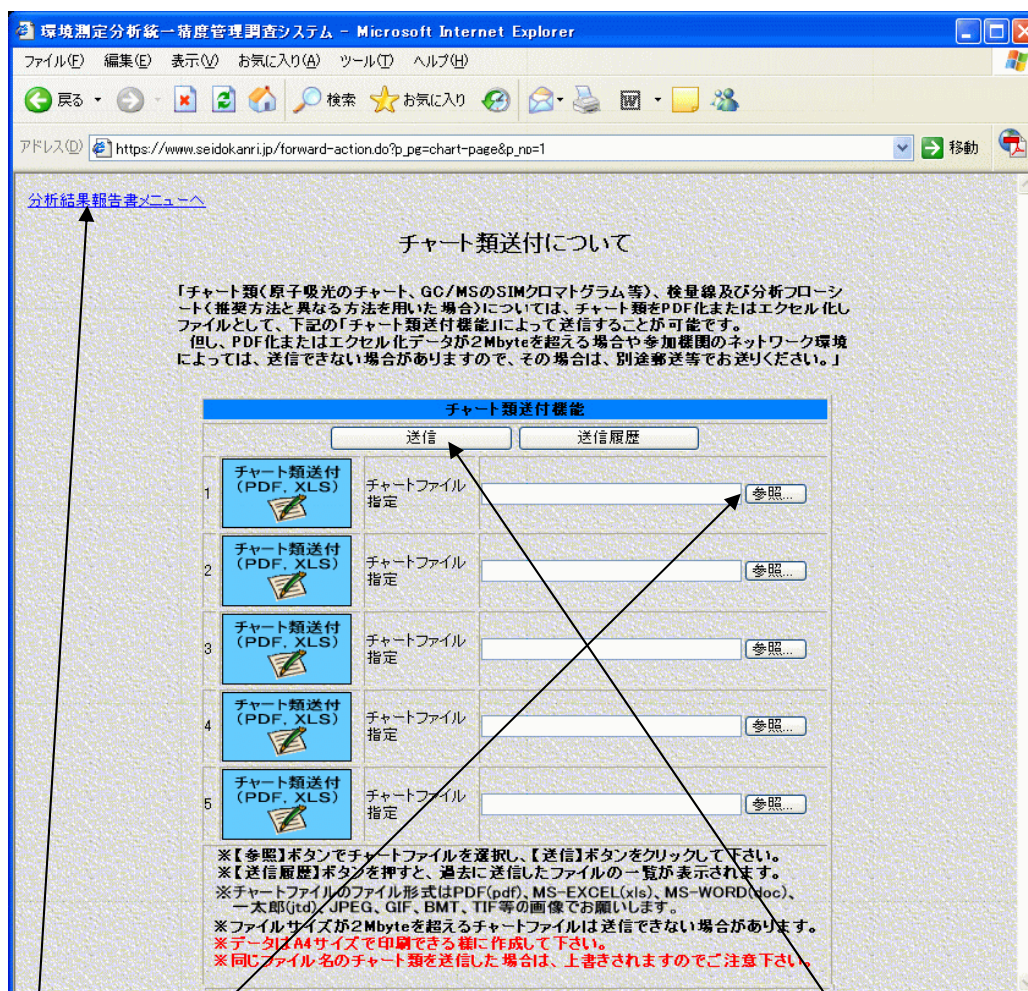 環境測定分析統一精度管理調査システム - Microsoft Internet Explorer
ファイル(F) 編集(E) 表示(V) お気に入り(A) ツール(T) ヘルプ(H)
戻る 検索 お気に入り
アドレス(D) https://www.seidokanri.jp/forward-action.do?p_pg=chart-page&p_no=1 移動
分析結果報告書メニューへ
チャート類送付について
「チャート類(原子吸光のチャート、GC/MSのSIMクロマトグラム等)、検量線及び分析フローシ
ート(推奨方法と異なる方法を用いた場合)については、チャート類をPDF化またはエクセル化し
ファイルとして、下記の「チャート類送付機能」によって送信することが可能です。
但し、PDF化またはエクセル化データが2Mbyteを超える場合や参加機関のネットワーク環境
によっては、送信できない場合がありますので、その場合は、別途郵送等でお送りください。」
チャート類送付機能
送信 送信履歴
1 チャート類送付 (PDF, XLS) チャートファイル指定 参照...
2 チャート類送付 (PDF, XLS) チャートファイル指定 参照...
3 チャート類送付 (PDF, XLS) チャートファイル指定 参照...
4 チャート類送付 (PDF, XLS) チャートファイル指定 参照...
5 チャート類送付 (PDF, XLS) チャートファイル指定 参照...
※【参照】ボタンでチャートファイルを選択し、【送信】ボタンをクリックして下さい。
※【送信履歴】ボタンを押すと、過去に送信したファイルの一覧が表示されます。
※チャートファイルのファイル形式はPDF(pdf)、MS-EXCEL(xls)、MS-WORD(doc)、
一太郎(jtd)、JPEG、GIF、BMT、TIF等の画像でお願いします。
※ファイルサイズが2Mbyteを超えるチャートファイルは送信できない場合があります。
※データはA4サイズで印刷できる様に作成して下さい。
※同じファイル名のチャート類を送信した場合は、上書きされますのでご注意下さい。